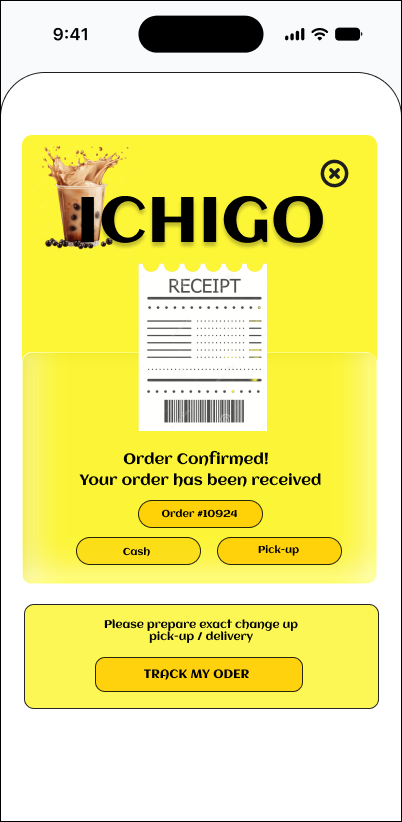 9:41
ICHIGO
RECEIPT
Order Confirmed!
Your order has been received
Order #10924
Cash
Pick-up
Please prepare exact change up
pick-up / delivery
TRACK MY ODER